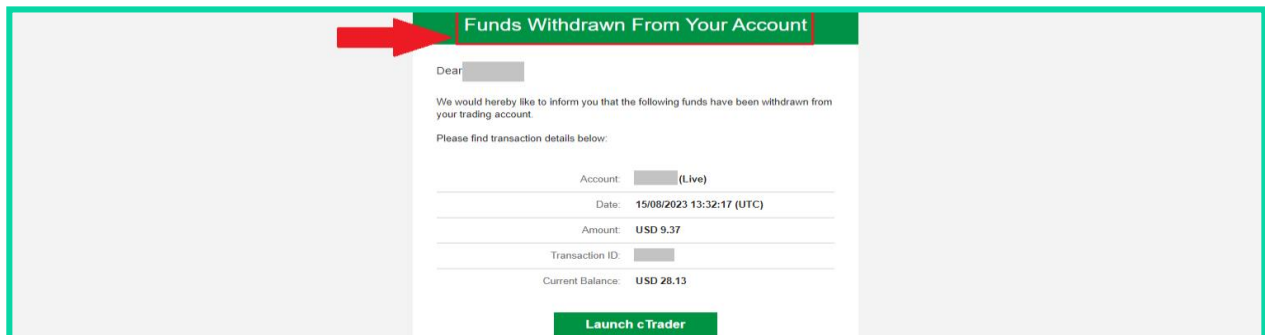 Funds Withdrawn From Your Account
Dear
We would hereby like to inform you that the following funds have been withdrawn from
your trading account.
Please find transaction details below:
Account: (Live)
Date: 15/08/2023 13:32:17 (UTC)
Amount: USD 9.37
Transaction ID:
Current Balance: USD 28.13
Launch cTrader